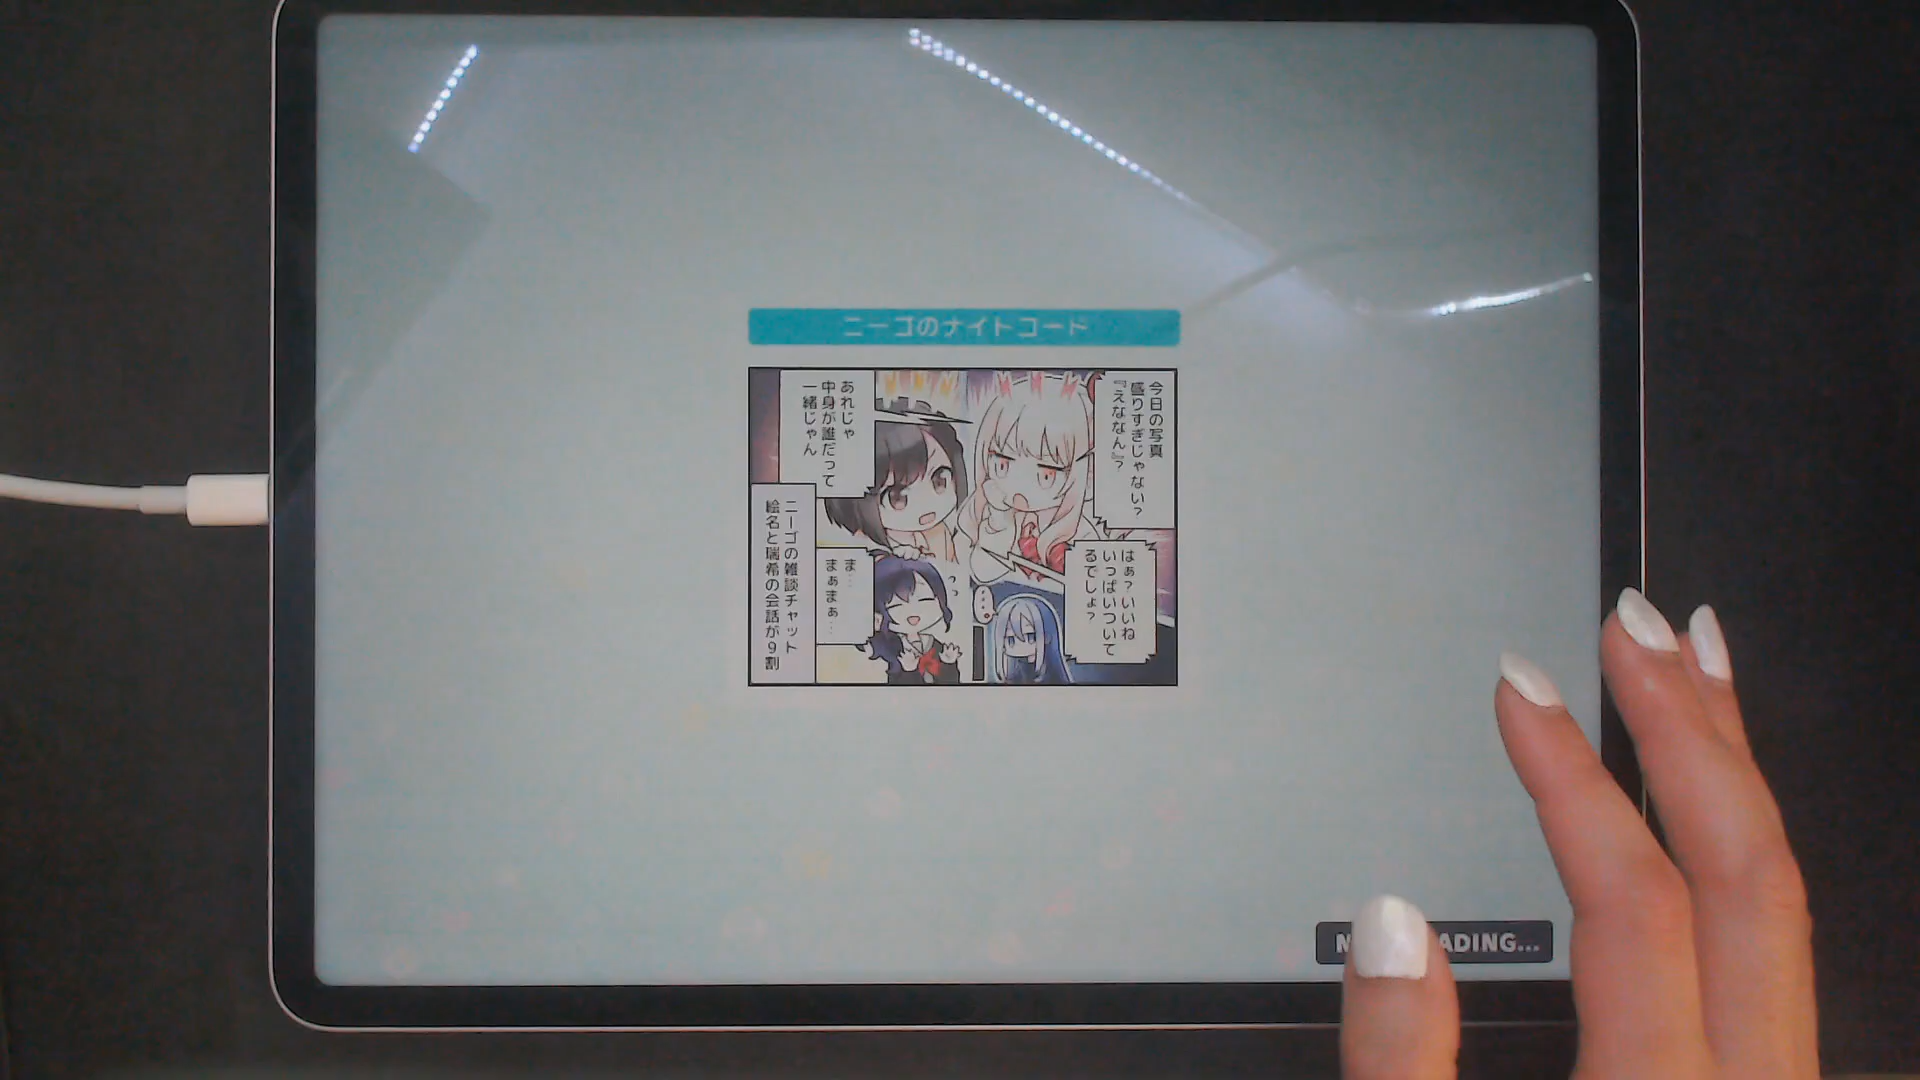 ニーゴのナイトコード
今日の写真
盛りすぎじゃない?
『えななん』?
はぁ?いいね
いっぱいついて
るでしょ?
あれじゃ
中身が誰だって
一緒じゃん
ま…
まぁまぁ…
ニーゴの雑談チャット
絵名と瑞希の会話が9割
ADING...